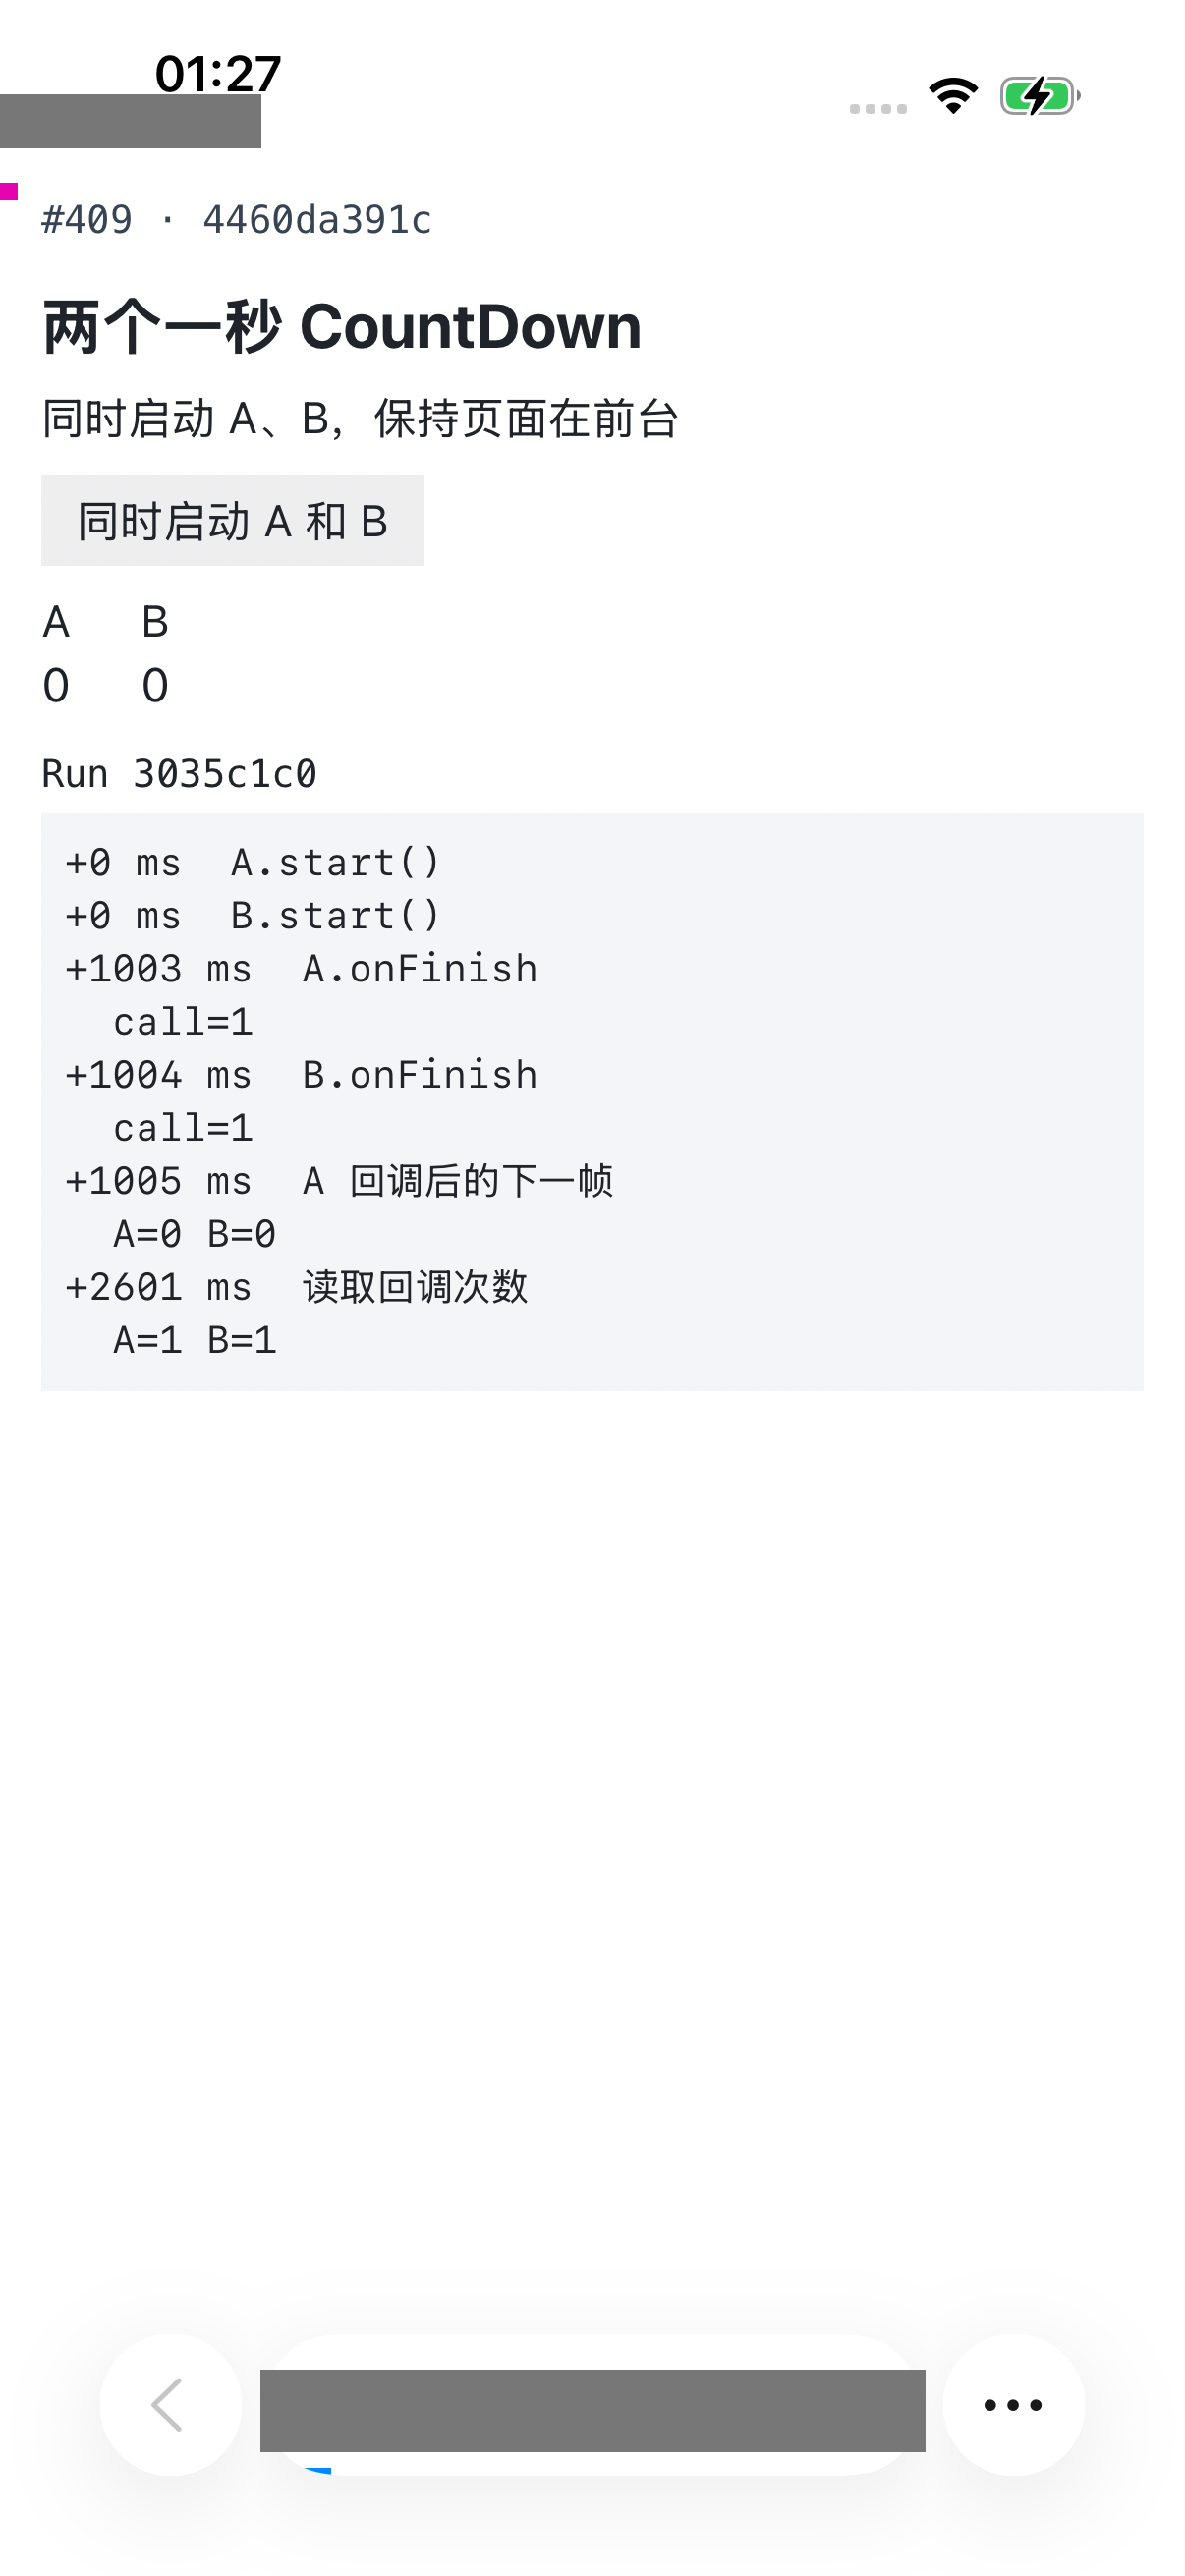 01:27
#409 · 4460da391c
两个一秒 CountDown
同时启动 A、B，保持页面在前台
同时启动 A 和 B
A B
0 0
Run 3035c1c0
+0 ms  A.start()
+0 ms  B.start()
+1003 ms  A.onFinish
call=1
+1004 ms  B.onFinish
call=1
+1005 ms  A 回调后的下一帧
A=0 B=0
+2601 ms  读取回调次数
A=1 B=1